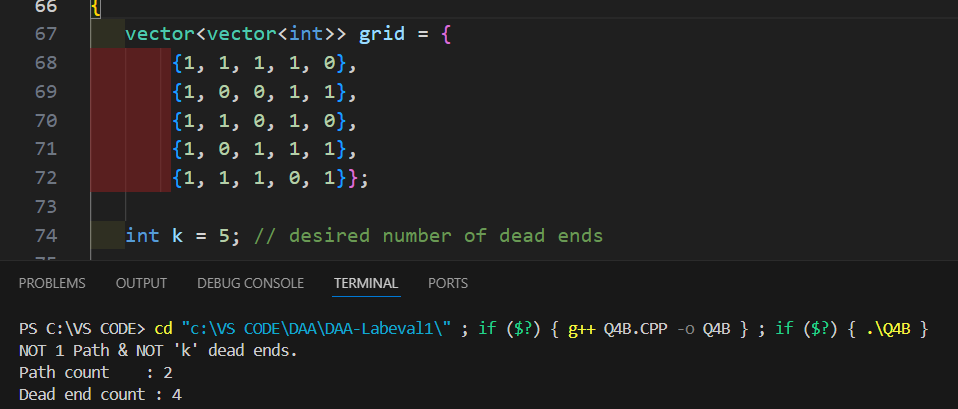 66 {
67 vector<vector<int>> grid = {
68 {1, 1, 1, 1, 0},
69 {1, 0, 0, 1, 1},
70 {1, 1, 0, 1, 0},
71 {1, 0, 1, 1, 1},
72 {1, 1, 1, 0, 1}};
73
74 int k = 5; // desired number of dead ends
PROBLEMS OUTPUT DEBUG CONSOLE TERMINAL PORTS
PS C:\VS CODE> cd "c:\VS CODE\DAA\DAA-Labeval1\" ; if ($?) { g++ Q4B.CPP -o Q4B } ; if ($?) { .\Q4B }
NOT 1 Path & NOT 'k' dead ends.
Path count    : 2
Dead end count : 4